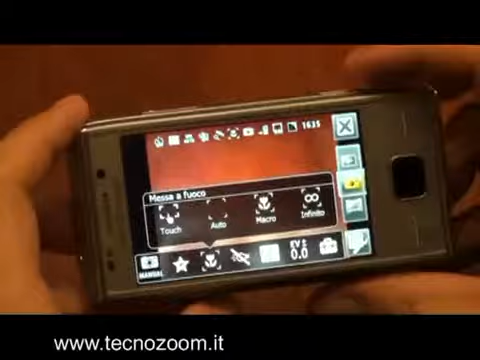 1635
Messa a fuoco
Touch
Auto
Macro
Infinito
MANUAL
EV±
0.0
www.tecnozoom.it